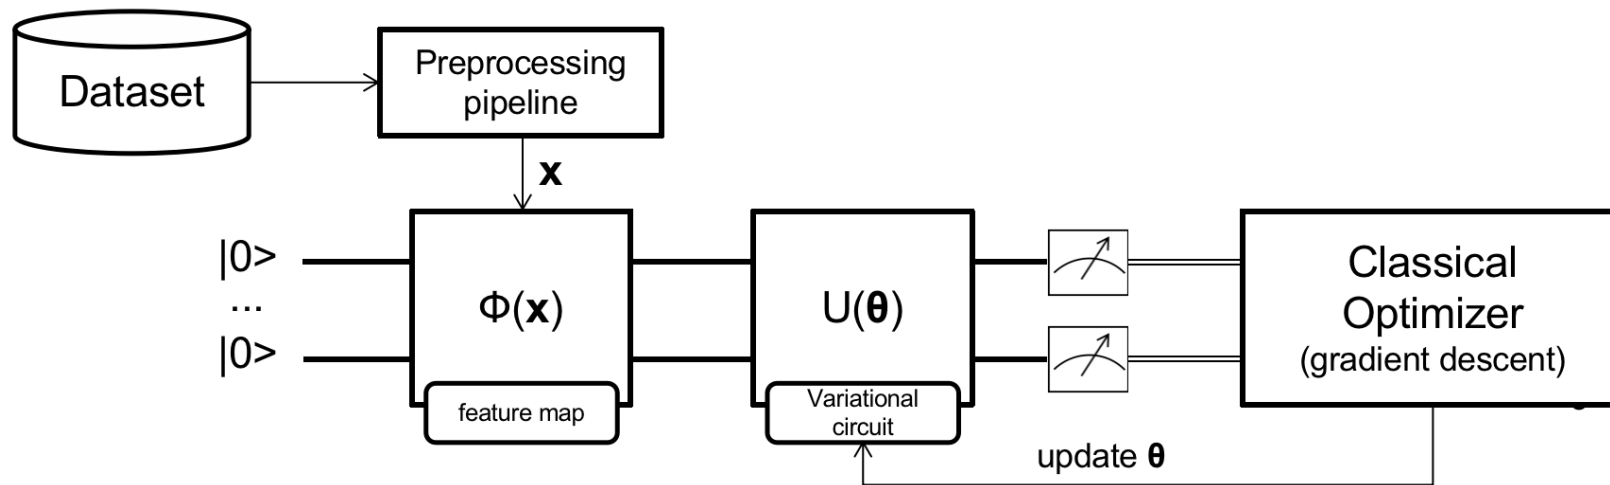 Dataset
Preprocessing
pipeline
x
|0>
...
|0>
Φ(x)
feature map
U(θ)
Variational
circuit
Classical
Optimizer
(gradient descent)
update θ